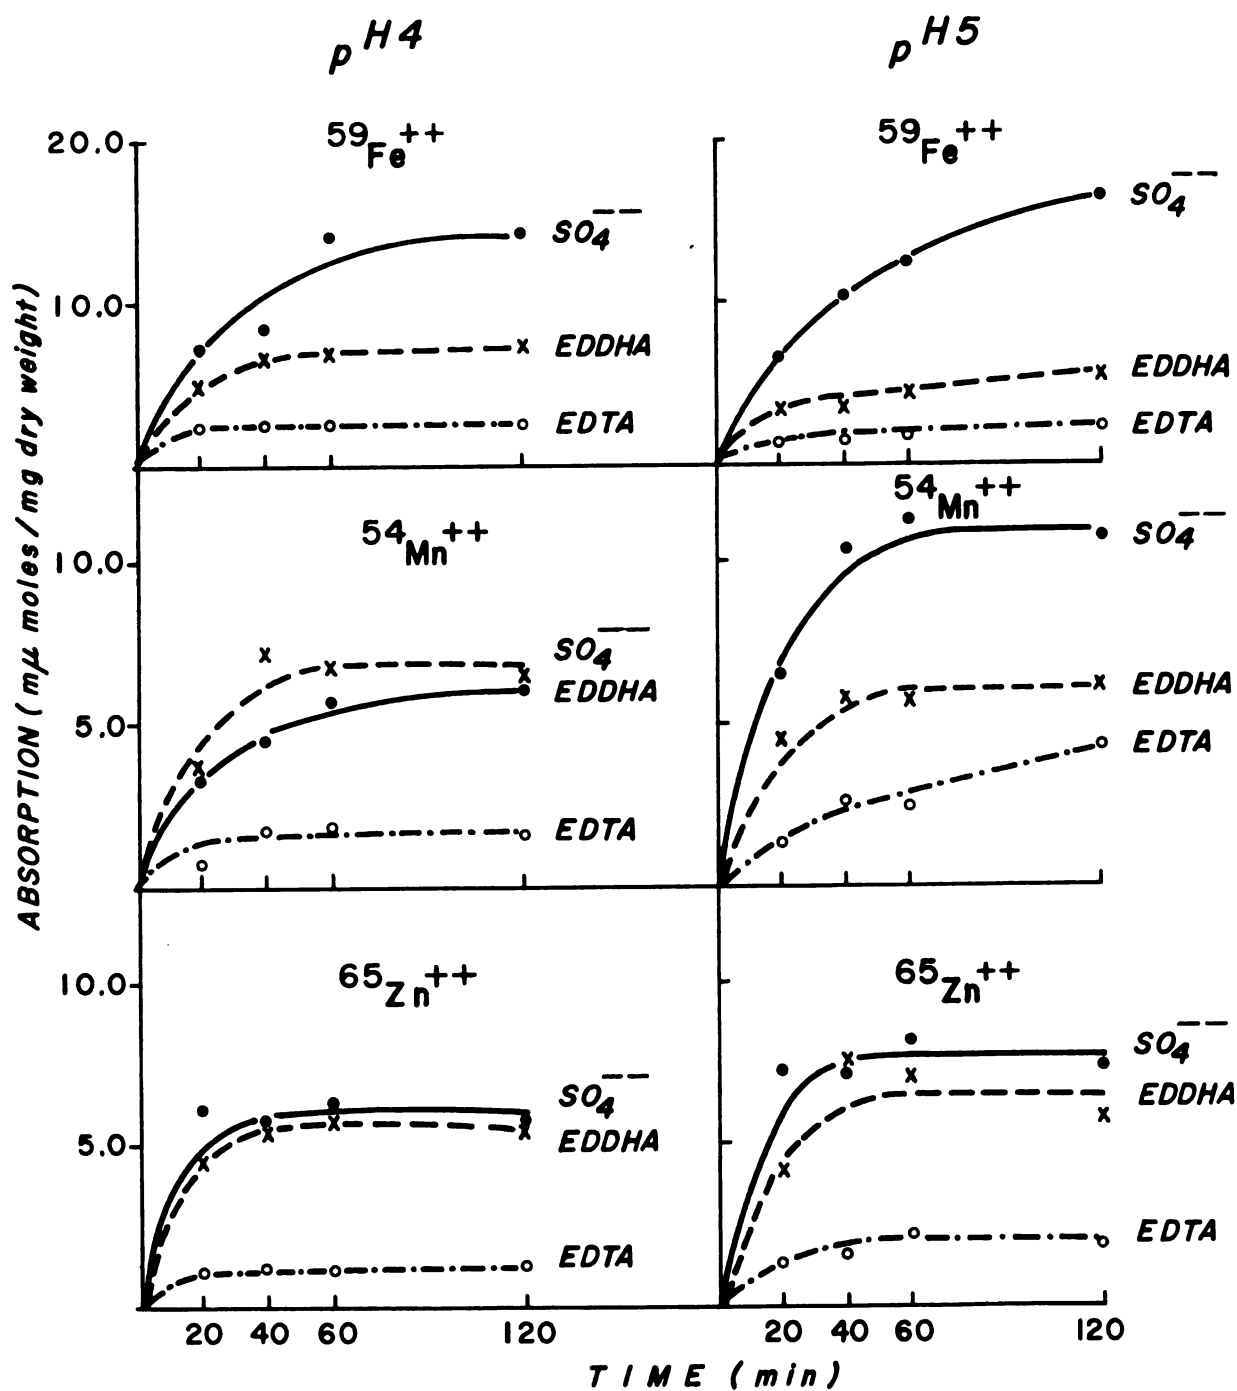 pH4
pH5
59Fe++
59Fe++
20.0
10.0
SO4--
EDDHA
EDTA
SO4--
EDDHA
EDTA
54Mn++
54Mn++
10.0
5.0
SO4--
EDDHA
EDTA
SO4--
EDDHA
EDTA
65Zn++
65Zn++
10.0
5.0
SO4--
EDDHA
EDTA
SO4--
EDDHA
EDTA
20 40 60 120
20 40 60 120
TIME (min)
ABSORPTION (mμ moles/mg dry weight)